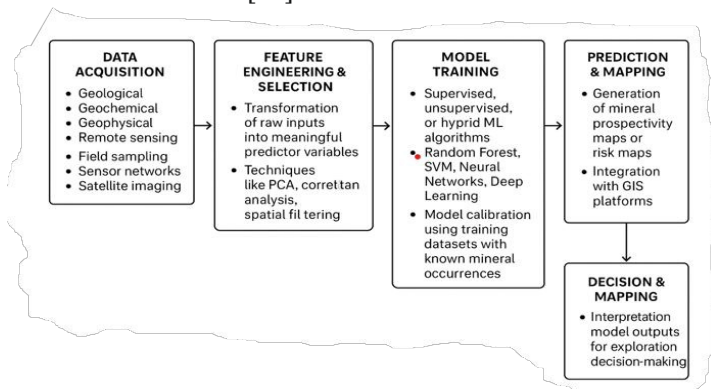 DATA
ACQUISITION
• Geological
• Geochemical
• Geophysical
• Remote sensing
• Field sampling
• Sensor networks
• Satellite imaging
FEATURE
ENGINEERING &
SELECTION
• Transformation
of raw inputs
into meaningful
predictor variables
• Techniques
like PCA, correttan
analysis,
spatial fil tering
MODEL
TRAINING
• Supervised,
unsupervised,
or hyprid ML
algorithms
• Random Forest,
SVM, Neural
Networks, Deep
Learning
• Model calibration
using training
datasets with
known mineral
occurrences
PREDICTION
& MAPPING
• Generation
of mineral
prospectivity
maps or
risk maps
• Integration
with GIS
platforms
DECISION &
MAPPING
• Interpretation
model outputs
for exploration
decision-making